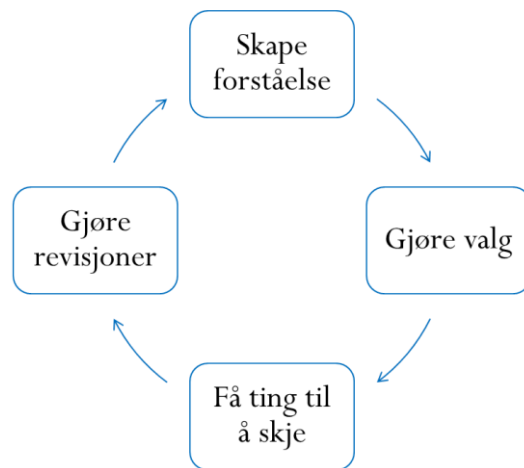 Skape
forståelse
Gjøre valg
Få ting til
å skje
Gjøre
revisjoner